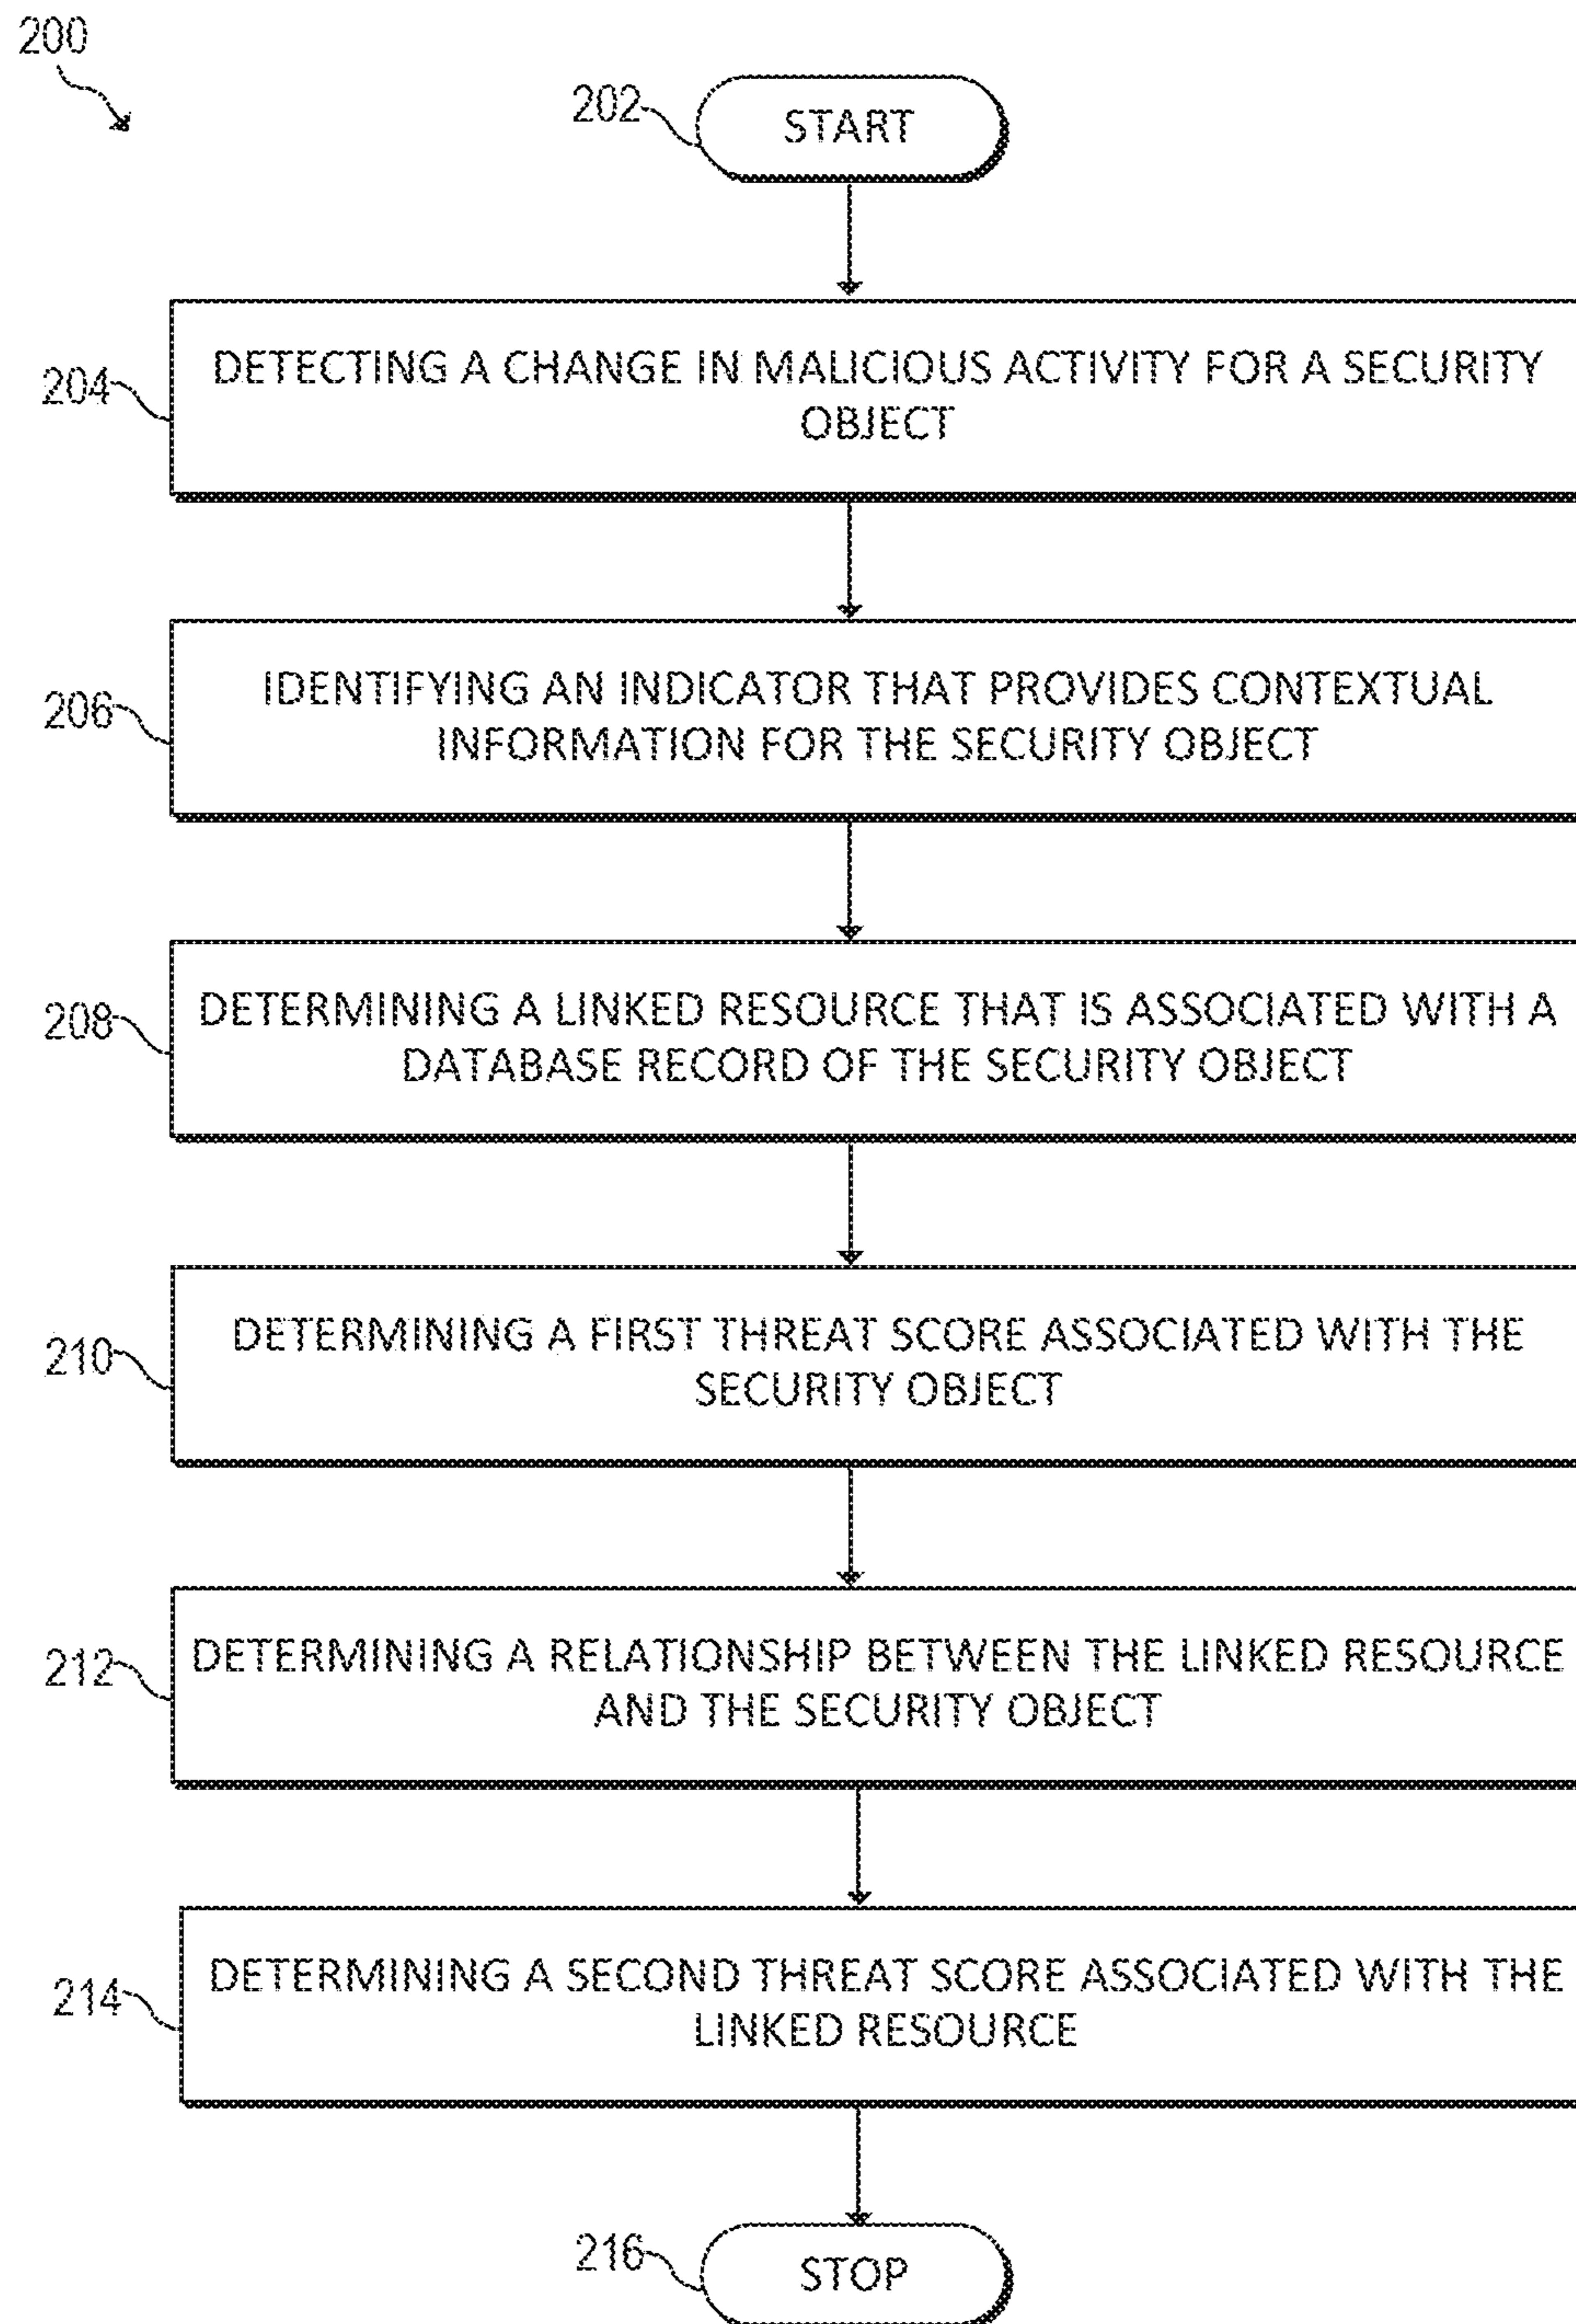 200
202
START
204
DETECTING A CHANGE IN MALICIOUS ACTIVITY FOR A SECURITY
OBJECT
206
IDENTIFYING AN INDICATOR THAT PROVIDES CONTEXTUAL
INFORMATION FOR THE SECURITY OBJECT
208
DETERMINING A LINKED RESOURCE THAT IS ASSOCIATED WITH A
DATABASE RECORD OF THE SECURITY OBJECT
210
DETERMINING A FIRST THREAT SCORE ASSOCIATED WITH THE
SECURITY OBJECT
212
DETERMINING A RELATIONSHIP BETWEEN THE LINKED RESOURCE
AND THE SECURITY OBJECT
214
DETERMINING A SECOND THREAT SCORE ASSOCIATED WITH THE
LINKED RESOURCE
216
STOP